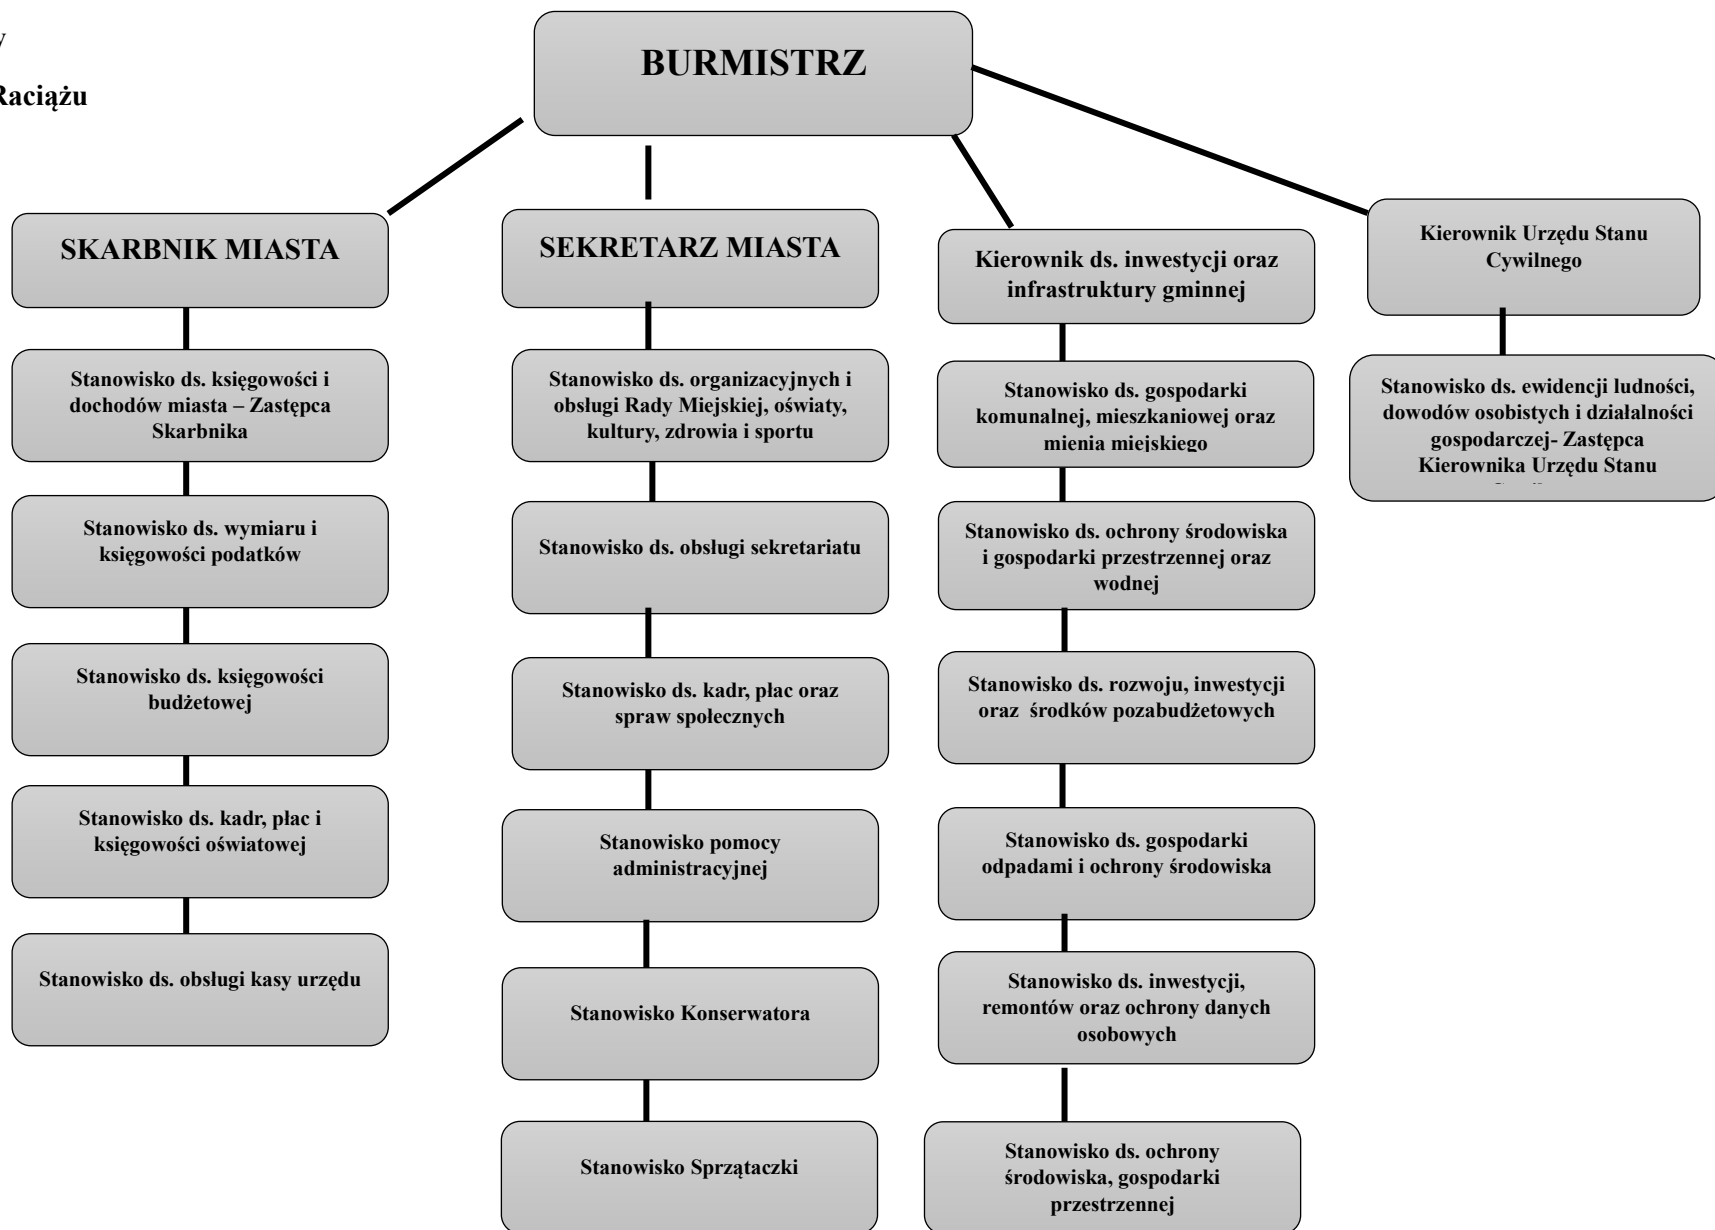 Raciążu
BURMISTRZ
SKARBNIK MIASTA
Stanowisko ds. księgowości i
dochodów miasta – Zastępca
Skarbnika
Stanowisko ds. wymiaru i
księgowości podatków
Stanowisko ds. księgowości
budżetowej
Stanowisko ds. kadr, płac i
księgowości oświatowej
Stanowisko ds. obsługi kasy urzędu
SEKRETARZ MIASTA
Stanowisko ds. organizacyjnych i
obsługi Rady Miejskiej, oświaty,
kultury, zdrowia i sportu
Stanowisko ds. obsługi sekretariatu
Stanowisko ds. kadr, płac oraz
spraw społecznych
Stanowisko pomocy
administracyjnej
Stanowisko Konserwatora
Stanowisko Sprzątaczki
Kierownik ds. inwestycji oraz
infrastruktury gminnej
Stanowisko ds. gospodarki
komunalnej, mieszkaniowej oraz
mienia miejskiego
Stanowisko ds. ochrony środowiska
i gospodarki przestrzennej oraz
wodnej
Stanowisko ds. rozwoju, inwestycji
oraz środków pozabudżetowych
Stanowisko ds. gospodarki
odpadami i ochrony środowiska
Stanowisko ds. inwestycji,
remontów oraz ochrony danych
osobowych
Stanowisko ds. ochrony
środowiska, gospodarki
przestrzennej
Kierownik Urzędu Stanu
Cywilnego
Stanowisko ds. ewidencji ludności,
dowodów osobistych i działalności
gospodarczej- Zastępca
Kierownika Urzędu Stanu